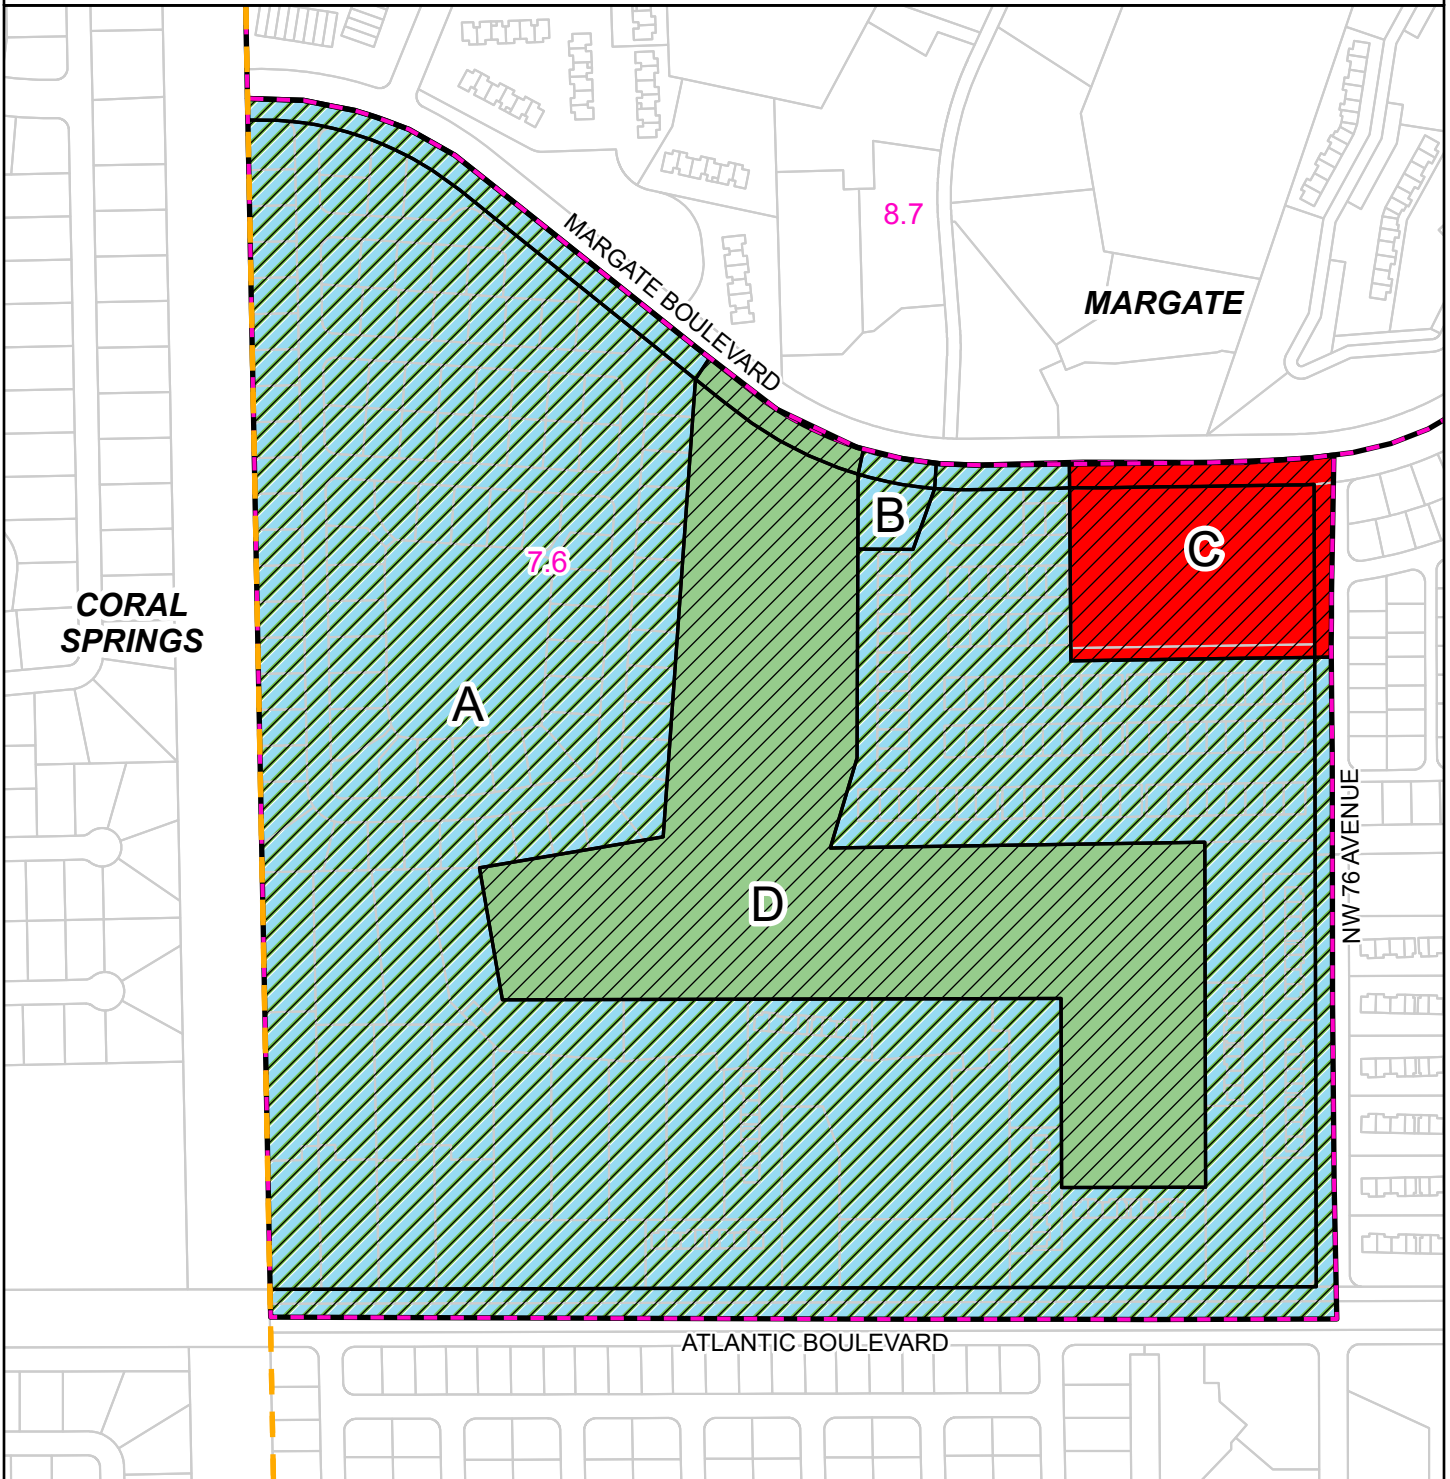 MARGATE BOULEVARD
8.7
MARGATE
B
C
7.6
CORAL
SPRINGS
A
NW 76 AVENUE
D
ATLANTIC BOULEVARD